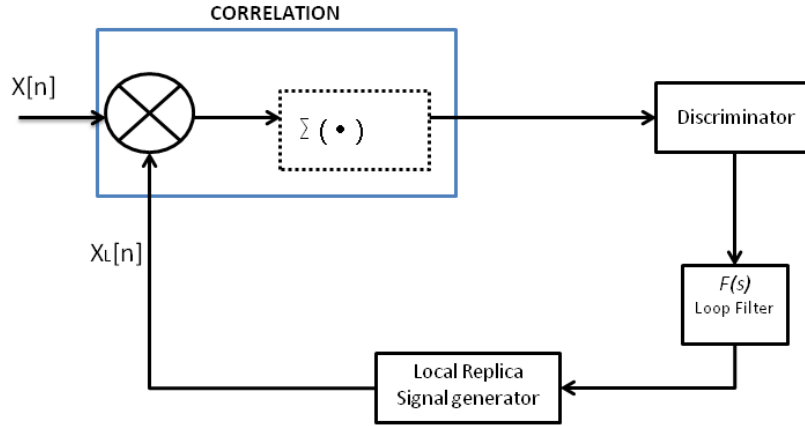 CORRELATION
X[n]
Σ (•)
Discriminator
XL[n]
F(s)
Loop Filter
Local Replica
Signal generator